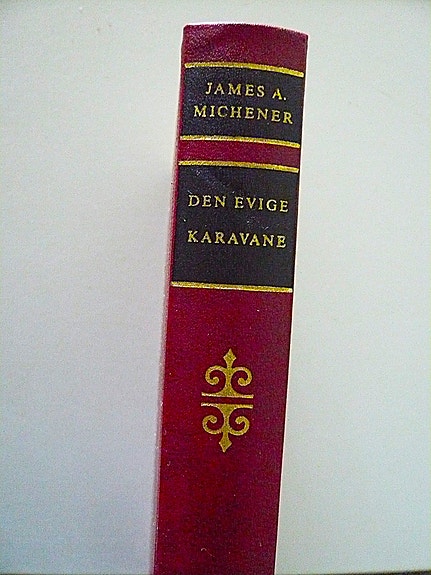 JAMES A.
MICHENER
DEN EVIGE
KARAVANE